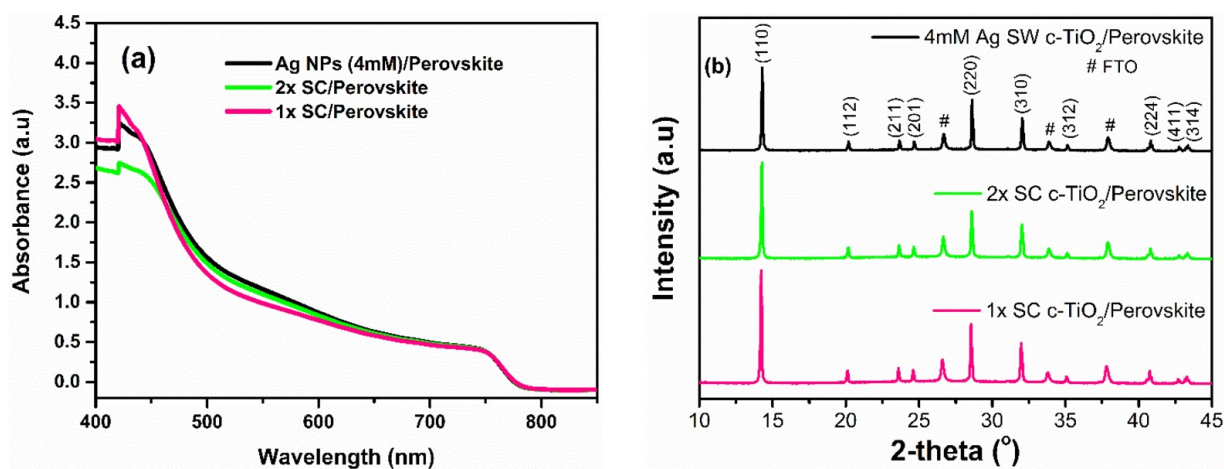 (a)
Ag NPs (4mM)/Perovskite
2x SC/Perovskite
1x SC/Perovskite
4.5
4.0
3.5
3.0
2.5
2.0
1.5
1.0
0.5
0.0
Absorbance (a.u)
400 500 600 700 800
Wavelength (nm)
(b)
4mM Ag SW c-TiO₂/Perovskite
# FTO
(110)
(112)
(211)
(201)
#
(220)
(310)
#
(312)
#
(224)
(411)
(314)
2x SC c-TiO₂/Perovskite
1x SC c-TiO₂/Perovskite
Intensity (a.u)
10 15 20 25 30 35 40 45
2-theta (°)